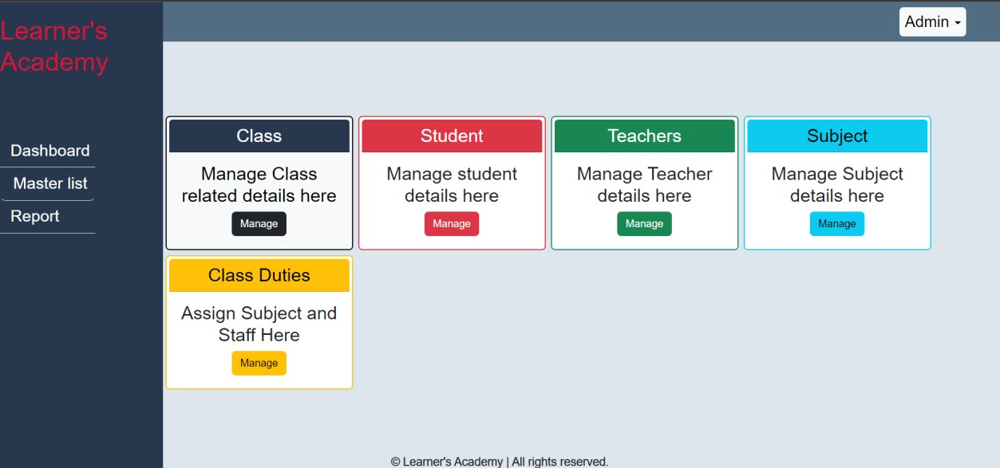 Learner's
Academy
Admin
Dashboard
Master list
Report
Class
Manage Class
related details here
Manage
Student
Manage student
details here
Manage
Teachers
Manage Teacher
details here
Manage
Subject
Manage Subject
details here
Manage
Class Duties
Assign Subject and
Staff Here
Manage
© Learner's Academy | All rights reserved.